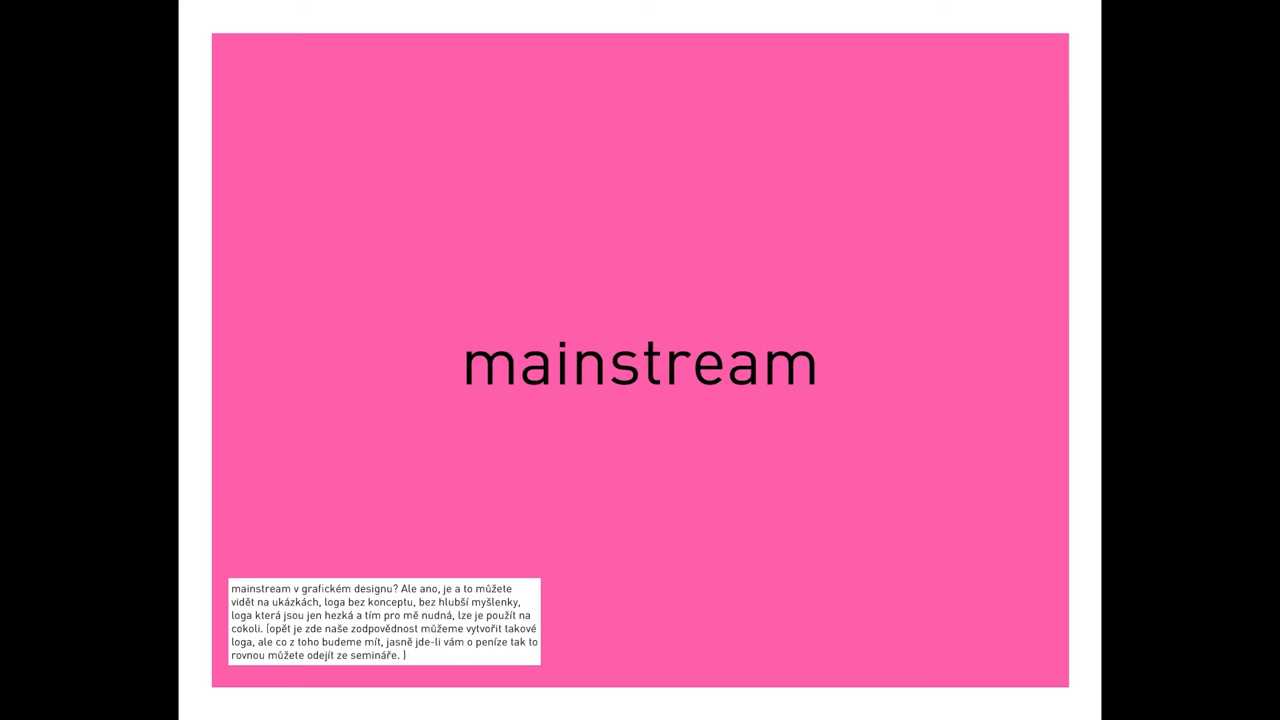 mainstream
mainstream v grafickém designu? Ale ano, je a to můžete
vidět na ukázkách, loga bez konceptu, bez hlubší myšlenky,
loga která jsou jen hezká a tím pro mě nudná, lze je použít na
cokoli. (opět je zde naše zodpovědnost můžeme vytvořit takové
loga, ale co z toho budeme mít, jasně jde-li vám o peníze tak to
rovnou můžete odejít ze semináře. )